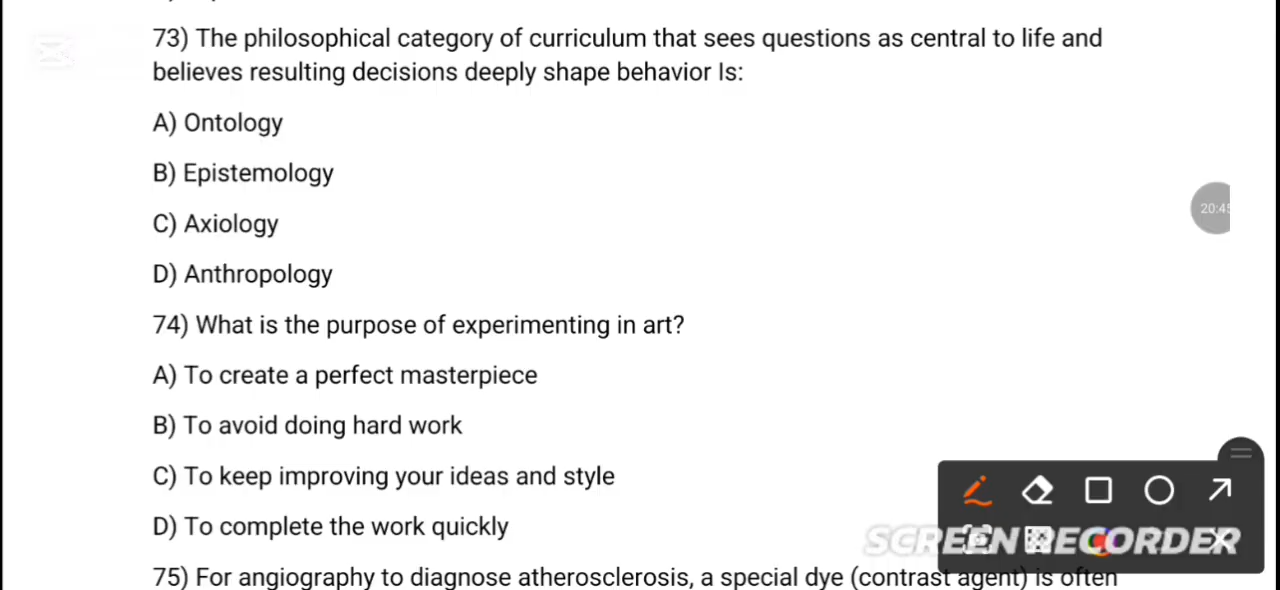 73) The philosophical category of curriculum that sees questions as central to life and
believes resulting decisions deeply shape behavior Is:
A) Ontology
B) Epistemology
C) Axiology
D) Anthropology
20:45
74) What is the purpose of experimenting in art?
A) To create a perfect masterpiece
B) To avoid doing hard work
C) To keep improving your ideas and style
D) To complete the work quickly
SCREEN RECORDER
75) For angiography to diagnose atherosclerosis, a special dye (contrast agent) is often